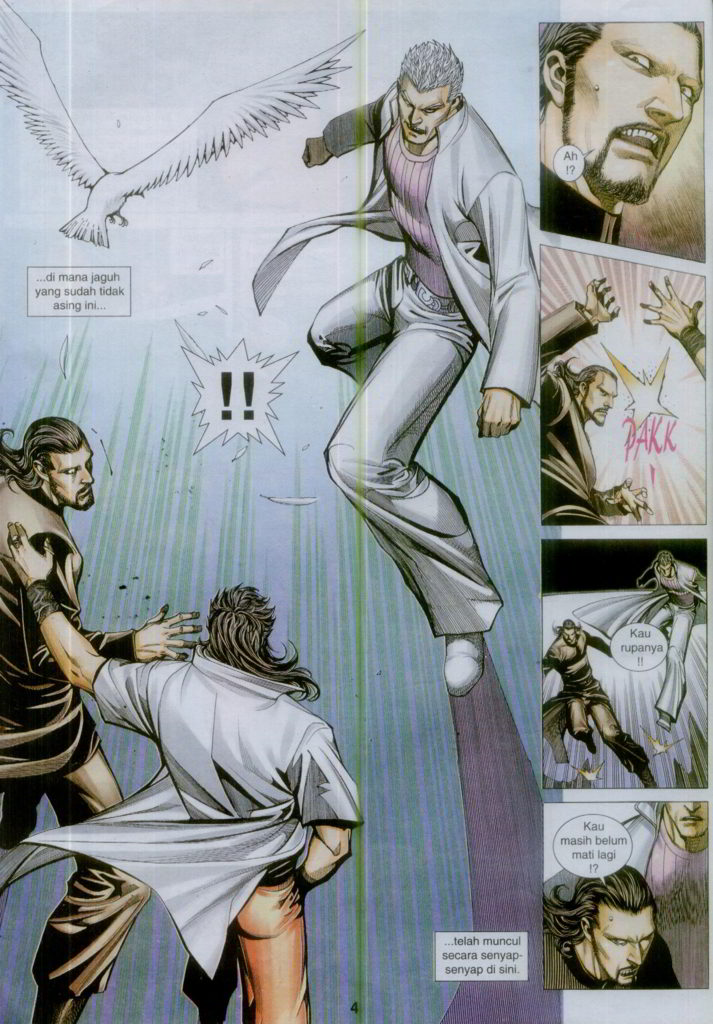 ...di mana jaguh
yang sudah tidak
asing ini...
!!
...telah muncul
secara senyap-
senyap di sini.
Ah
!?
PAKK
!
Kau
rupanya
!!
Kau
masih belum
mati lagi
!?
4